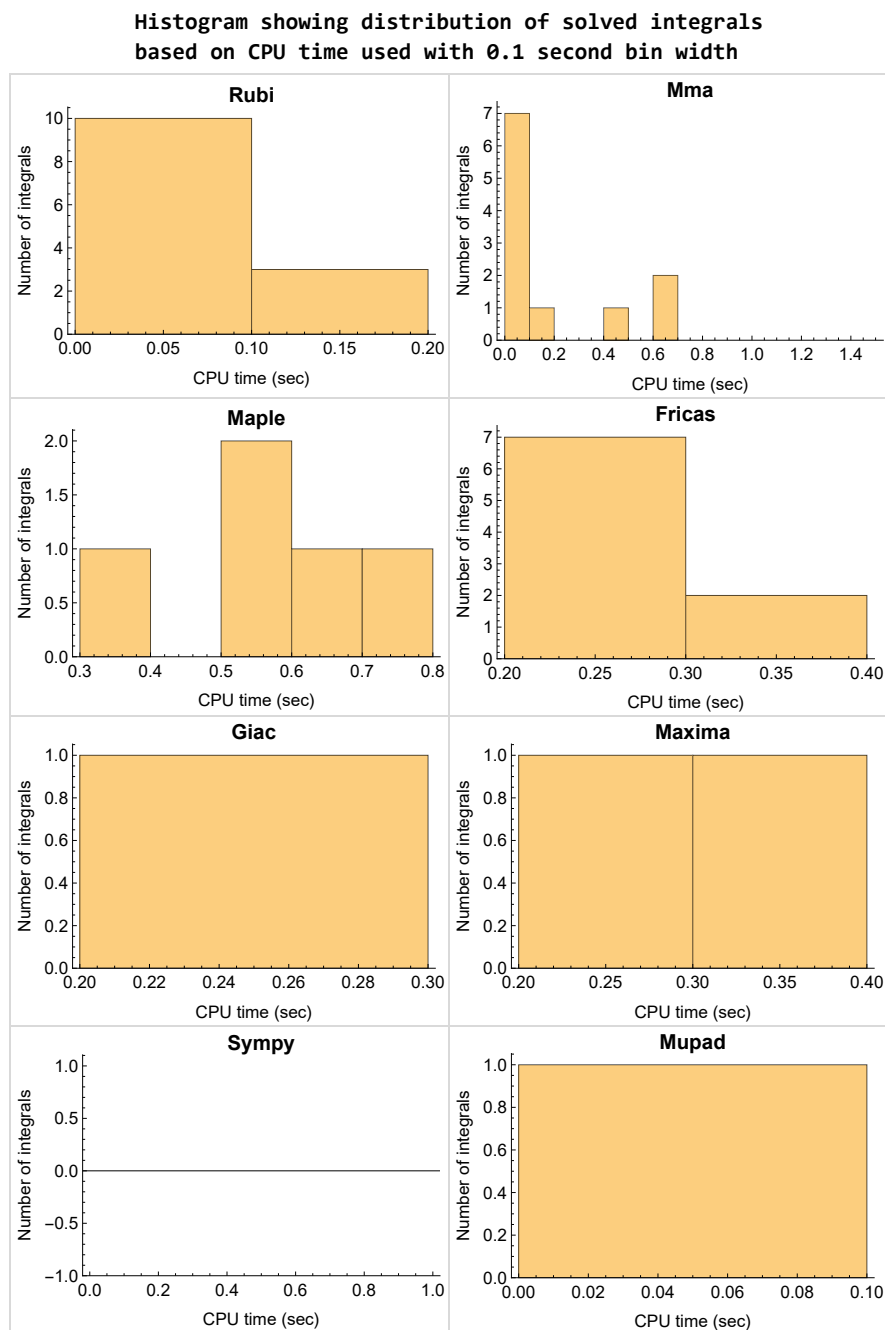 Histogram showing distribution of solved integrals
based on CPU time used with 0.1 second bin width
Rubi
Number of integrals
10
8
6
4
2
0
0.00 0.05 0.10 0.15 0.20
CPU time (sec)
Mma
Number of integrals
7
6
5
4
3
2
1
0
0.0 0.2 0.4 0.6 0.8 1.0 1.2 1.4
CPU time (sec)
Maple
Number of integrals
2.0
1.5
1.0
0.5
0.0
0.3 0.4 0.5 0.6 0.7 0.8
CPU time (sec)
Fricas
Number of integrals
7
6
5
4
3
2
1
0
0.20 0.25 0.30 0.35 0.40
CPU time (sec)
Giac
Number of integrals
1.0
0.8
0.6
0.4
0.2
0.0
0.20 0.22 0.24 0.26 0.28 0.30
CPU time (sec)
Maxima
Number of integrals
1.0
0.8
0.6
0.4
0.2
0.0
0.20 0.25 0.30 0.35 0.40
CPU time (sec)
Sympy
Number of integrals
1.0
0.5
0.0
−0.5
−1.0
0.0 0.2 0.4 0.6 0.8 1.0
CPU time (sec)
Mupad
Number of integrals
1.0
0.8
0.6
0.4
0.2
0.0
0.00 0.02 0.04 0.06 0.08 0.10
CPU time (sec)